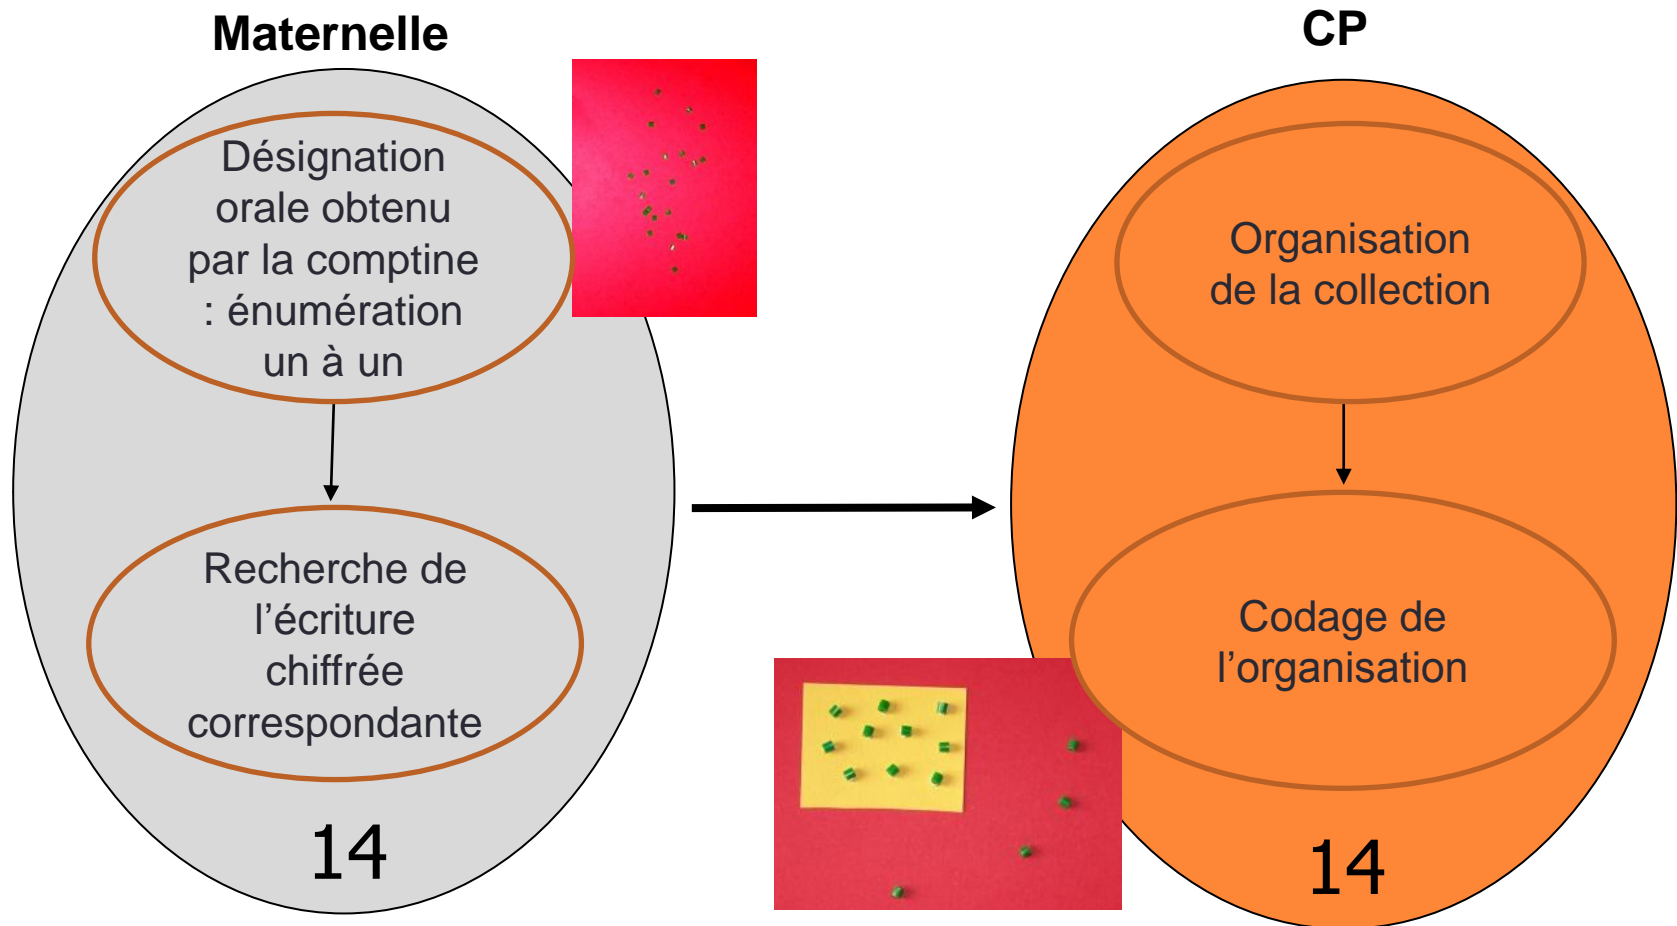 Maternelle
Désignation
orale obtenu
par la comptine
: énumération
un à un
Recherche de
l’écriture
chiffrée
correspondante
14
CP
Organisation
de la collection
Codage de
l’organisation
14